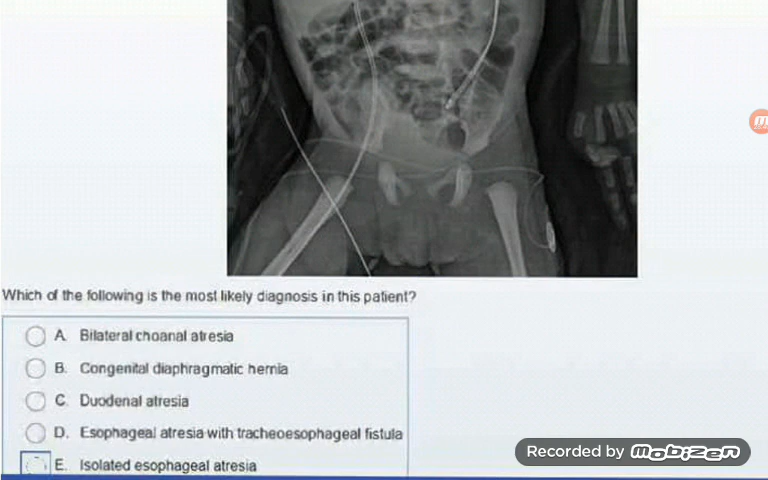 Which of the following is the most likely diagnosis in this patient?
A. Bilateral choanal atresia
B. Congenital diaphragmatic hernia
C. Duodenal atresia
D. Esophageal atresia with tracheoesophageal fistula
E. Isolated esophageal atresia
Recorded by mobizen